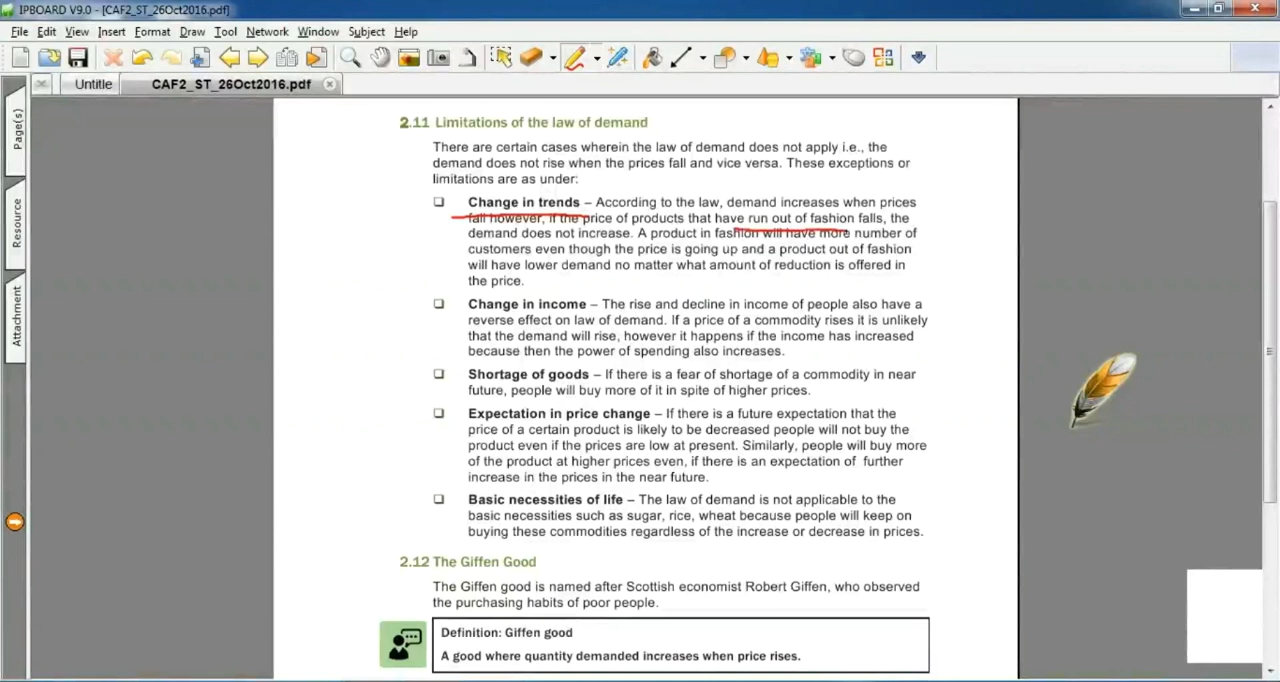 IPBOARD V9.0 - [CAF2_ST_26Oct2016.pdf]
File Edit View Insert Format Draw Tool Network Window Subject Help
Untitle CAF2_ST_26Oct2016.pdf
Page(s)
Resource
Attachment
2.11 Limitations of the law of demand
There are certain cases wherein the law of demand does not apply i.e., the
demand does not rise when the prices fall and vice versa. These exceptions or
limitations are as under:
Change in trends – According to the law, demand increases when prices
fall however, if the price of products that have run out of fashion falls, the
demand does not increase. A product in fashion will have more number of
customers even though the price is going up and a product out of fashion
will have lower demand no matter what amount of reduction is offered in
the price.
Change in income – The rise and decline in income of people also have a
reverse effect on law of demand. If a price of a commodity rises it is unlikely
that the demand will rise, however it happens if the income has increased
because then the power of spending also increases.
Shortage of goods – If there is a fear of shortage of a commodity in near
future, people will buy more of it in spite of higher prices.
Expectation in price change – If there is a future expectation that the
price of a certain product is likely to be decreased people will not buy the
product even if the prices are low at present. Similarly, people will buy more
of the product at higher prices even, if there is an expectation of further
increase in the prices in the near future.
Basic necessities of life – The law of demand is not applicable to the
basic necessities such as sugar, rice, wheat because people will keep on
buying these commodities regardless of the increase or decrease in prices.
2.12 The Giffen Good
The Giffen good is named after Scottish economist Robert Giffen, who observed
the purchasing habits of poor people.
Definition: Giffen good
A good where quantity demanded increases when price rises.